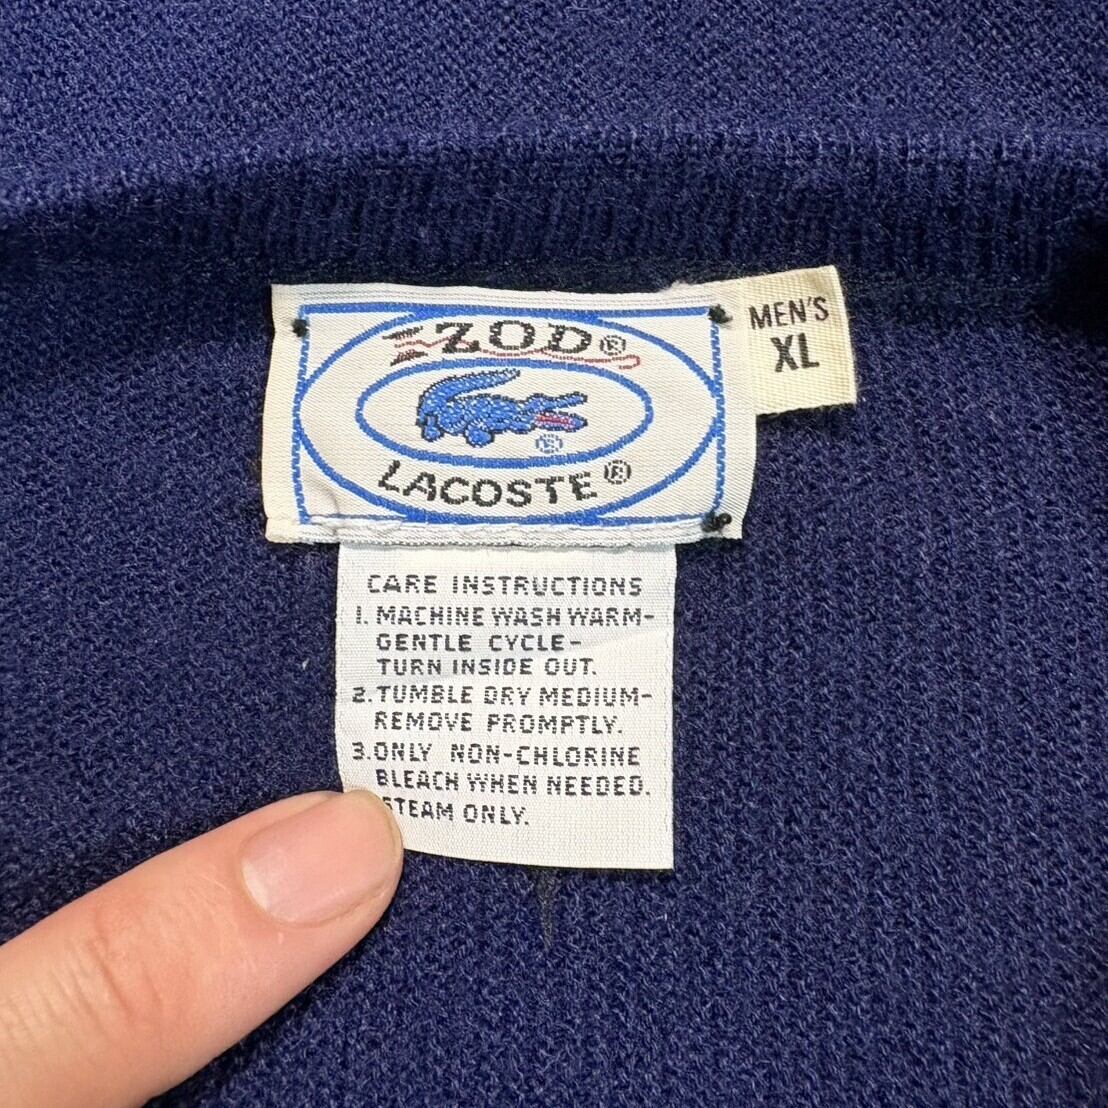 IZOD®
®
LACOSTE®
MEN'S
XL
CARE INSTRUCTIONS
1. MACHINE WASH WARM-
GENTLE CYCLE-
TURN INSIDE OUT.
2. TUMBLE DRY MEDIUM-
REMOVE PROMPTLY.
3. ONLY NON-CHLORINE
BLEACH WHEN NEEDED.
STEAM ONLY.